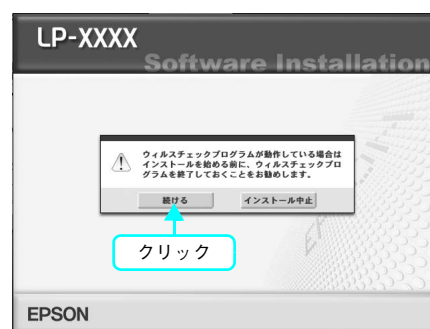 LP-XXXX
Software Installation
ウィルスチェックプログラムが動作している場合は
インストールを始める前に、ウィルスチェックプロ
グラムを終了しておくことをお勧めします。
続ける
インストール中止
クリック
EPSON